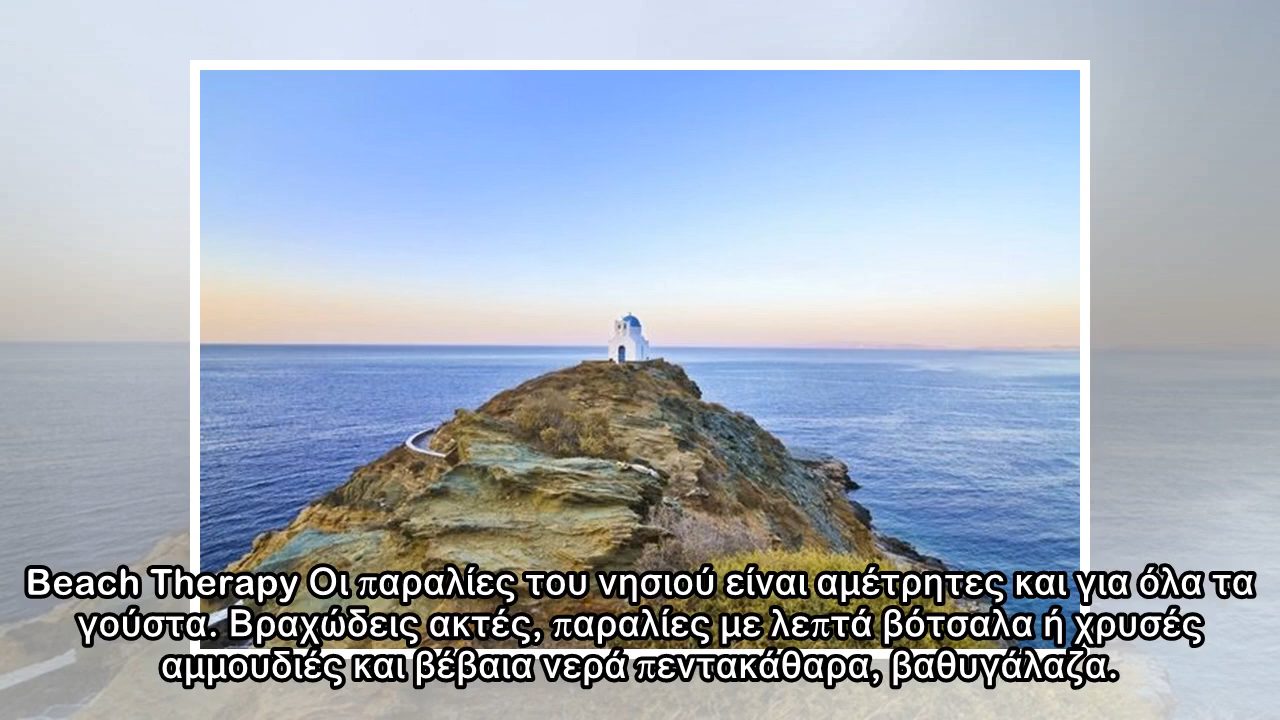 Beach Therapy Οι παραλίες του νησιού είναι αμέτρητες και για όλα τα
γούστα. Βραχώδεις ακτές, παραλίες με λεπτά βότσαλα ή χρυσές
αμμουδιές και βέβαια νερά πεντακάθαρα, βαθυγάλαζα.